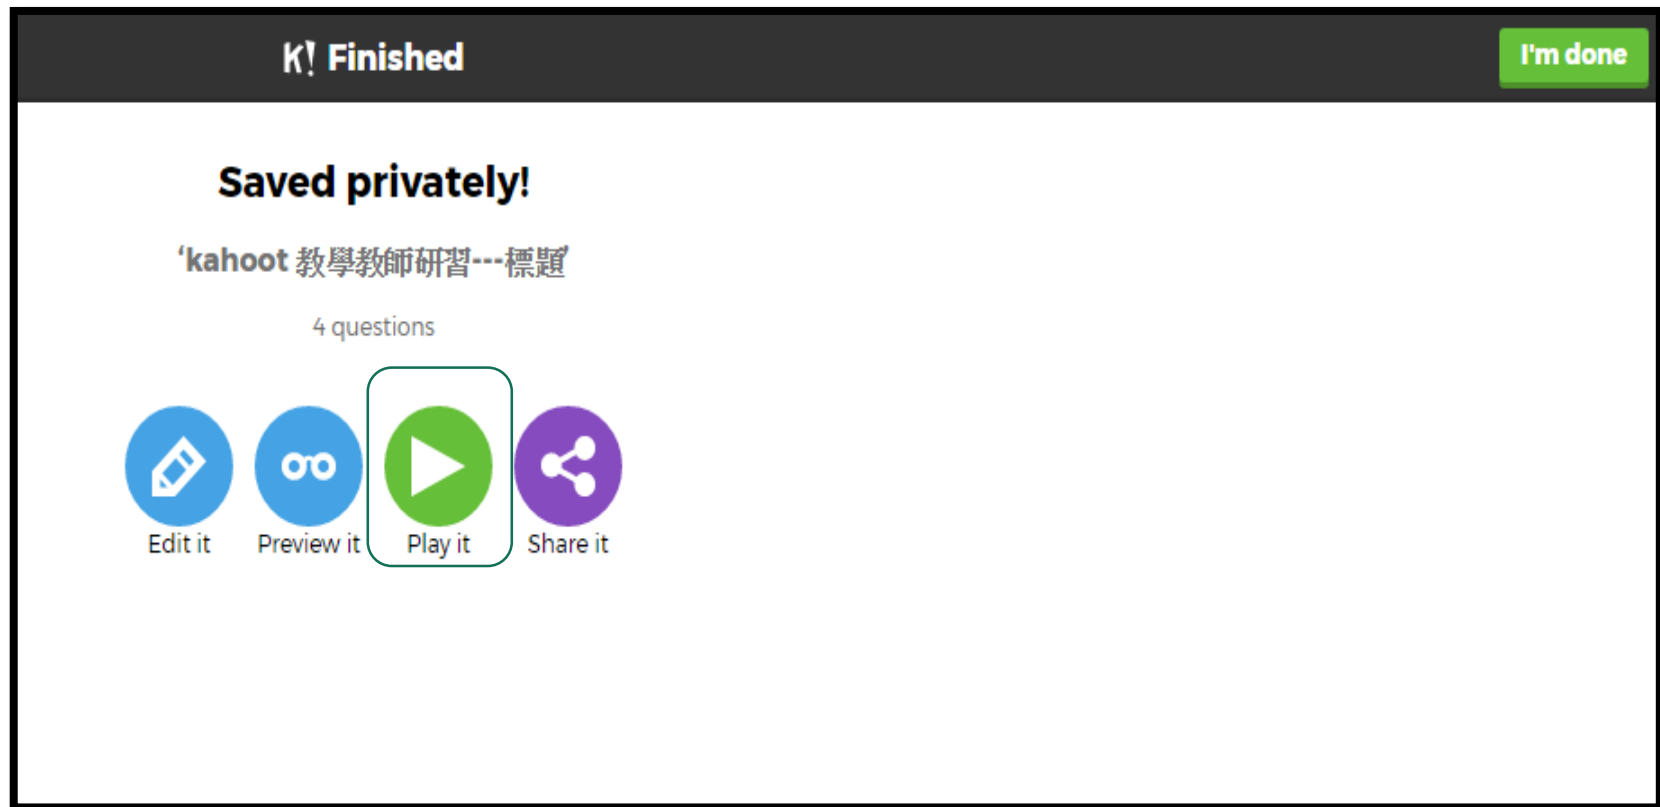 K! Finished
I'm done
Saved privately!
‘kahoot 教學教師研習---標題’
4 questions
Edit it
Preview it
Play it
Share it